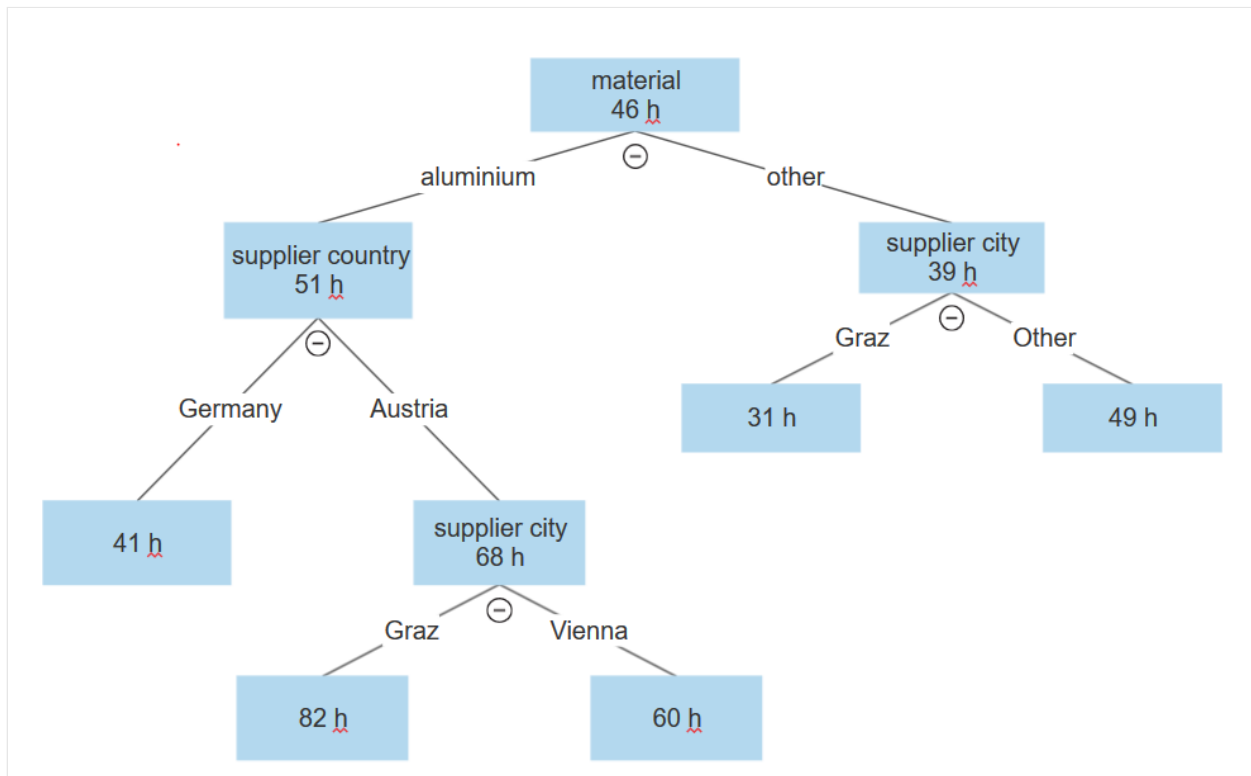 material
46 h
aluminium
other
supplier country
51 h
supplier city
39 h
Graz
Other
Germany
Austria
31 h
49 h
41 h
supplier city
68 h
Graz
Vienna
82 h
60 h